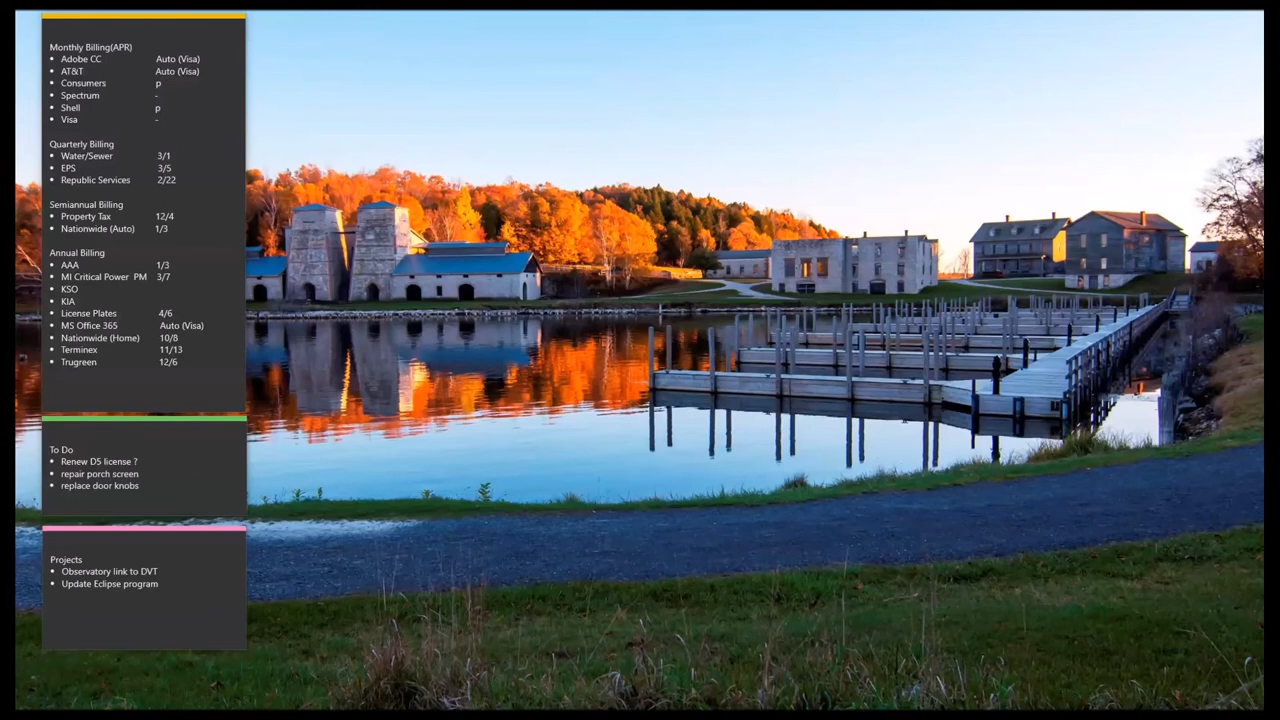 Monthly Billing(APR)
• Adobe CC Auto (Visa)
• AT&T Auto (Visa)
• Consumers p
• Spectrum -
• Shell p
• Visa -
Quarterly Billing
• Water/Sewer 3/1
• EPS 3/5
• Republic Services 2/22
Semiannual Billing
• Property Tax 12/4
• Nationwide (Auto) 1/3
Annual Billing
• AAA 1/3
• MI Critical Power PM 3/7
• KSO
• KIA
• License Plates 4/6
• MS Office 365 Auto (Visa)
• Nationwide (Home) 10/8
• Terminex 11/13
• Trugreen 12/6
To Do
• Renew D5 license ?
• repair porch screen
• replace door knobs
Projects
• Observatory link to DVT
• Update Eclipse program